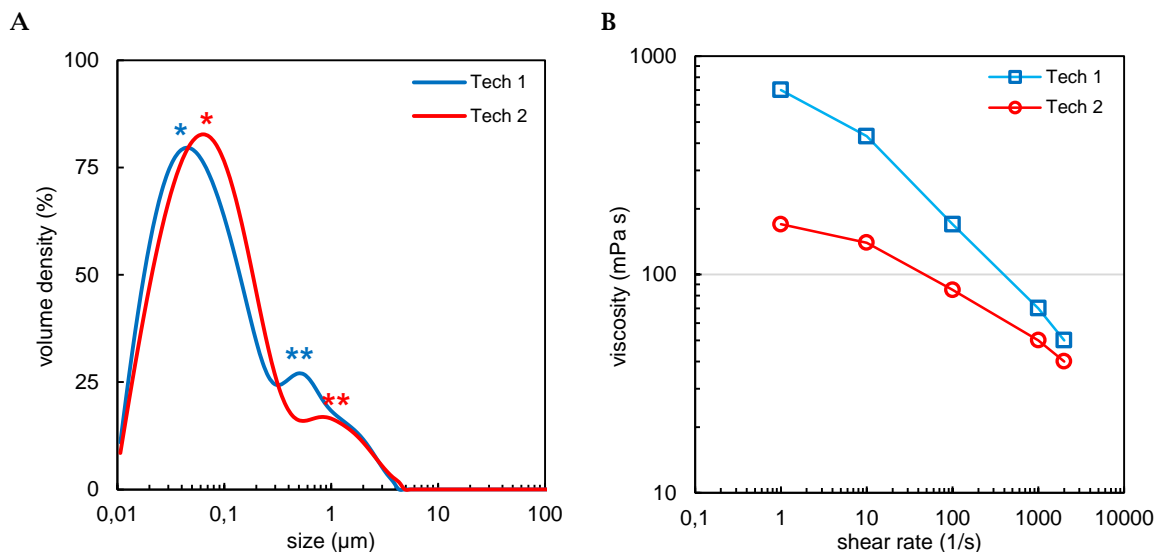 A
100
75
50
25
0
volume density (%)
Tech 1
Tech 2
*
*
**
**
0,01
0,1
1
10
100
size (µm)
B
1000
100
10
viscosity (mPa s)
Tech 1
Tech 2
0,1
1
10
100
1000
10000
shear rate (1/s)